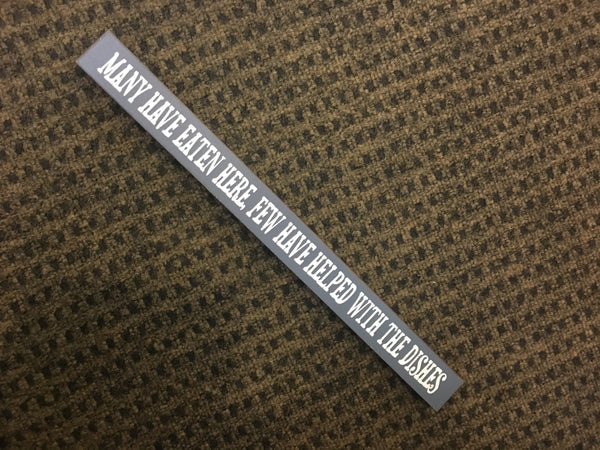 MANY HAVE EATEN HERE, FEW HAVE HELPED WITH THE DISHES